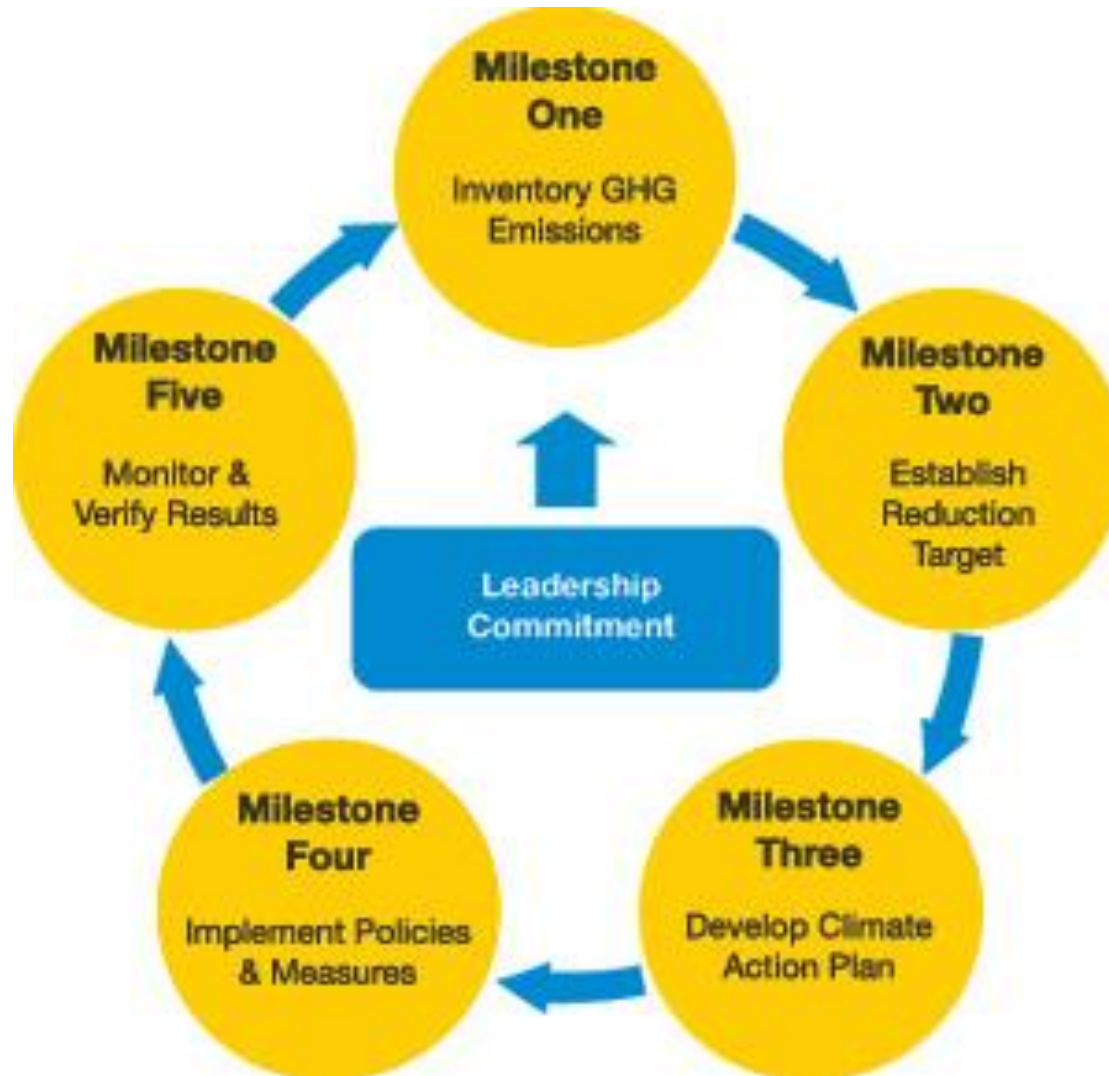 Milestone
One
Inventory GHG
Emissions
Milestone
Two
Establish
Reduction
Target
Milestone
Three
Develop Climate
Action Plan
Milestone
Four
Implement Policies
& Measures
Milestone
Five
Monitor &
Verify Results
Leadership
Commitment